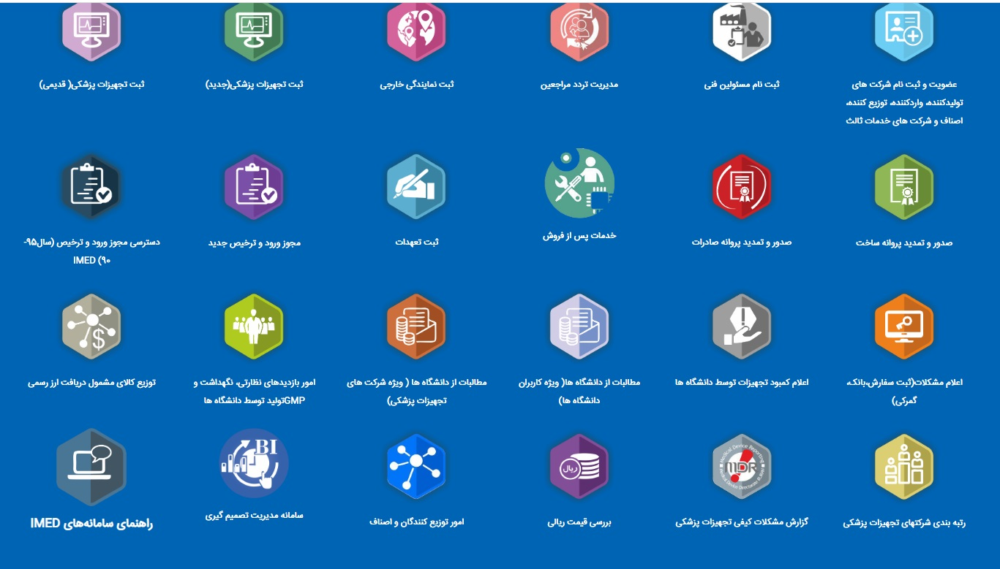 عضویت و ثبت نام شرکت های
تولیدکننده، واردکننده، توزیع کننده،
اصناف و شرکت های خدمات ثالث
ثبت نام مسئولین فنی
مدیریت تردد مراجعین
ثبت نمایندگی خارجی
ثبت تجهیزات پزشکی(جدید)
ثبت تجهیزات پزشکی( قدیمی)
صدور و تمدید پروانه ساخت
صدور و تمدید پروانه صادرات
خدمات پس از فروش
ثبت تعهدات
مجوز ورود و ترخیص جدید
دسترسی مجوز ورود و ترخیص (سال۹۵-
۹۰) IMED
اعلام مشکلات(ثبت سفارش،بانک،
گمرکی)
اعلام کمبود تجهیزات توسط دانشگاه ها
مطالبات از دانشگاه ها( ویژه کاربران
دانشگاه ها)
مطالبات از دانشگاه ها ( ویژه شرکت های
تجهیزات پزشکی)
امور بازدیدهای نظارتی، نگهداشت و
GMPتولید توسط دانشگاه ها
توزیع کالای مشمول دریافت ارز رسمی
رتبه بندی شرکتهای تجهیزات پزشکی
Medical Device Reporting
MDR
گزارش مشکلات کیفی تجهیزات پزشکی
ریال
بررسی قیمت ریالی
امور توزیع کنندگان و اصناف
BI
سامانه مدیریت تصمیم گیری
راهنمای سامانه‌های IMED